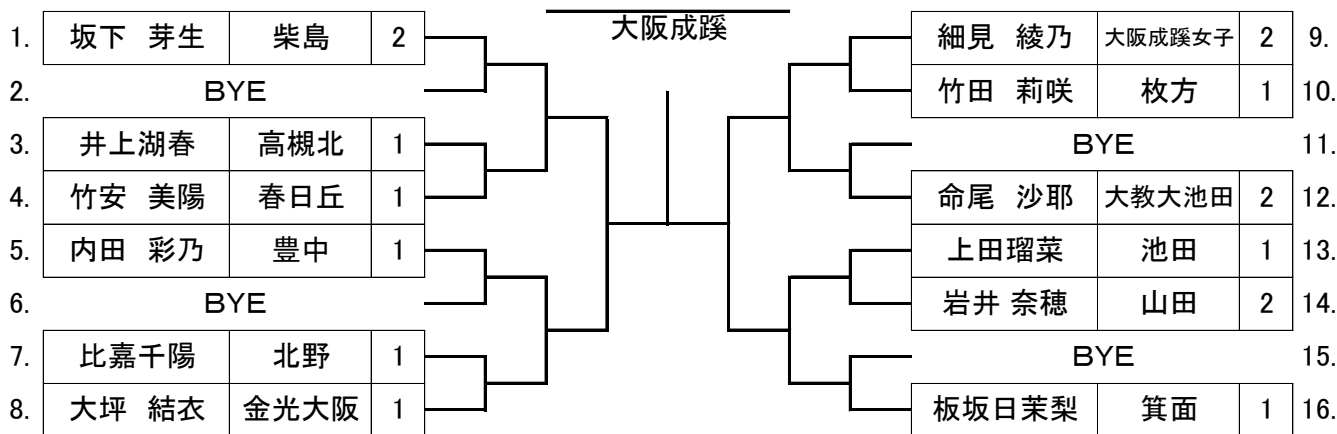 大阪成蹊
1. 坂下 芽生 柴島 2
2. BYE
3. 井上湖春 高槻北 1
4. 竹安 美陽 春日丘 1
5. 内田 彩乃 豊中 1
6. BYE
7. 比嘉千陽 北野 1
8. 大坪 結衣 金光大阪 1
細見 綾乃 大阪成蹊女子 2 9.
竹田 莉咲 枚方 1 10.
BYE 11.
命尾 沙耶 大教大池田 2 12.
上田瑠菜 池田 1 13.
岩井 奈穂 山田 2 14.
BYE 15.
板坂日茉梨 箕面 1 16.